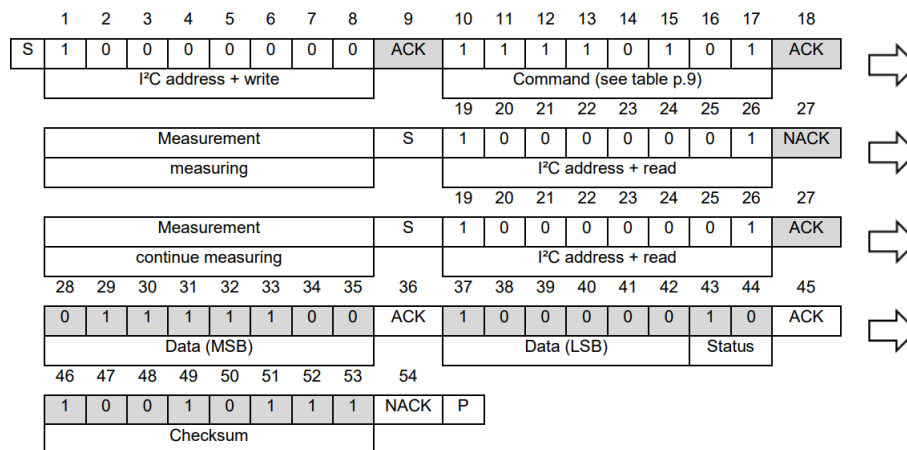 1 2 3 4 5 6 7 8 9 10 11 12 13 14 15 16 17 18
S 1 0 0 0 0 0 0 0 ACK 1 1 1 1 0 1 0 1 ACK
I²C address + write Command (see table p.9)
19 20 21 22 23 24 25 26 27
Measurement S 1 0 0 0 0 0 0 1 NACK
measuring I²C address + read
19 20 21 22 23 24 25 26 27
Measurement S 1 0 0 0 0 0 0 1 ACK
continue measuring I²C address + read
28 29 30 31 32 33 34 35 36 37 38 39 40 41 42 43 44 45
0 1 1 1 1 1 0 0 ACK 1 0 0 0 0 0 1 0 ACK
Data (MSB) Data (LSB) Status
46 47 48 49 50 51 52 53 54
1 0 0 1 0 1 1 1 NACK P
Checksum